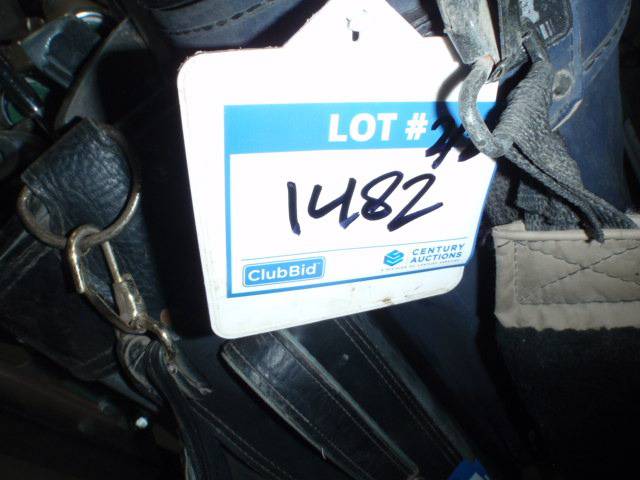 LOT #
1482
ClubBid
CENTURY
AUCTIONS